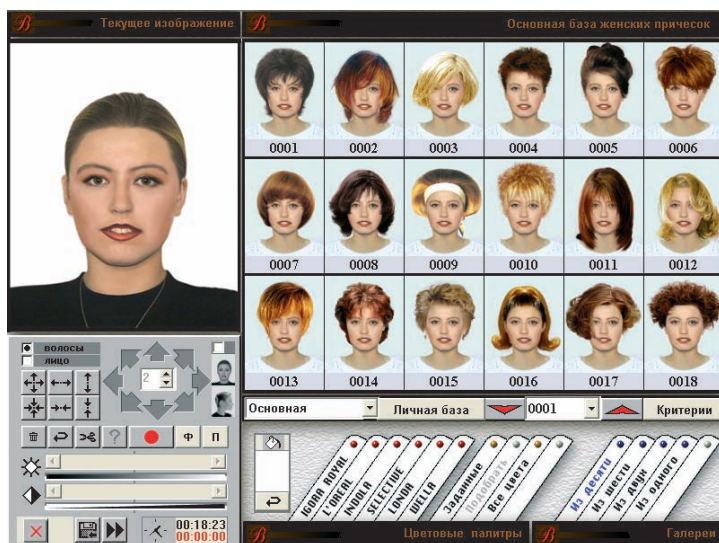 B Текущее изображение
B Основная база женских причесок
0001 0002 0003 0004 0005 0006
0007 0008 0009 0010 0011 0012
0013 0014 0015 0016 0017 0018
волосы
лицо
2
? Ф П
Основная Личная база 0001 Критерии
IGORA ROYAL
L'OREAL
INDOLA
SELECTIVE
LONDA
WELLA
Заданные
Подобрать
Все цвета
Из десяти
Из шести
Из двух
Из одного
00:18:23
00:00:00
B Цветовые палитры
B Галереи